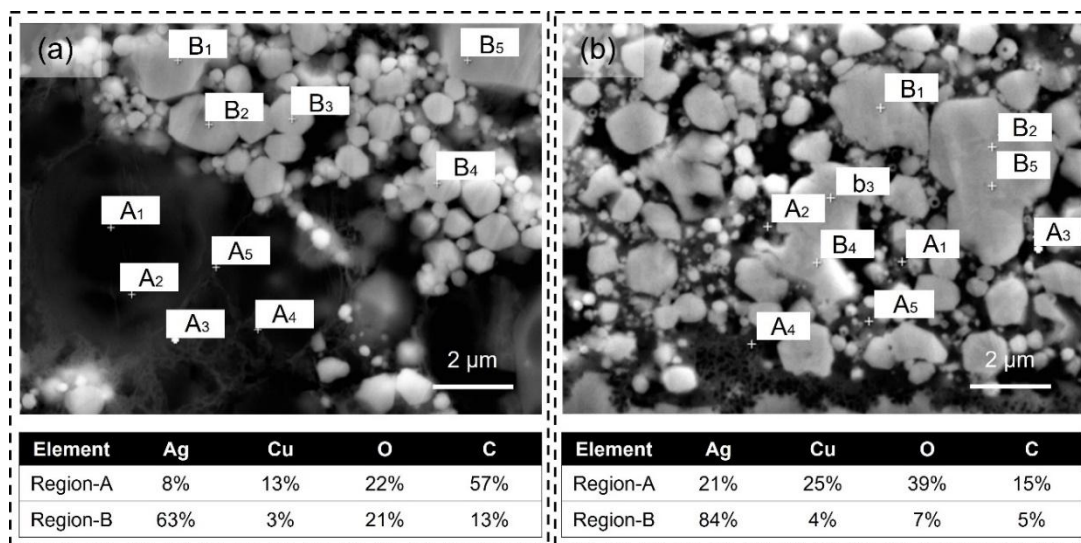 (a)
B1
B5
B2
B3
B4
A1
A5
A2
A3
A4
2 μm
Element Ag Cu O C
Region-A 8% 13% 22% 57%
Region-B 63% 3% 21% 13%
(b)
B1
B2
B5
b3
A2
A3
B4
A1
A5
A4
2 μm
Element Ag Cu O C
Region-A 21% 25% 39% 15%
Region-B 84% 4% 7% 5%